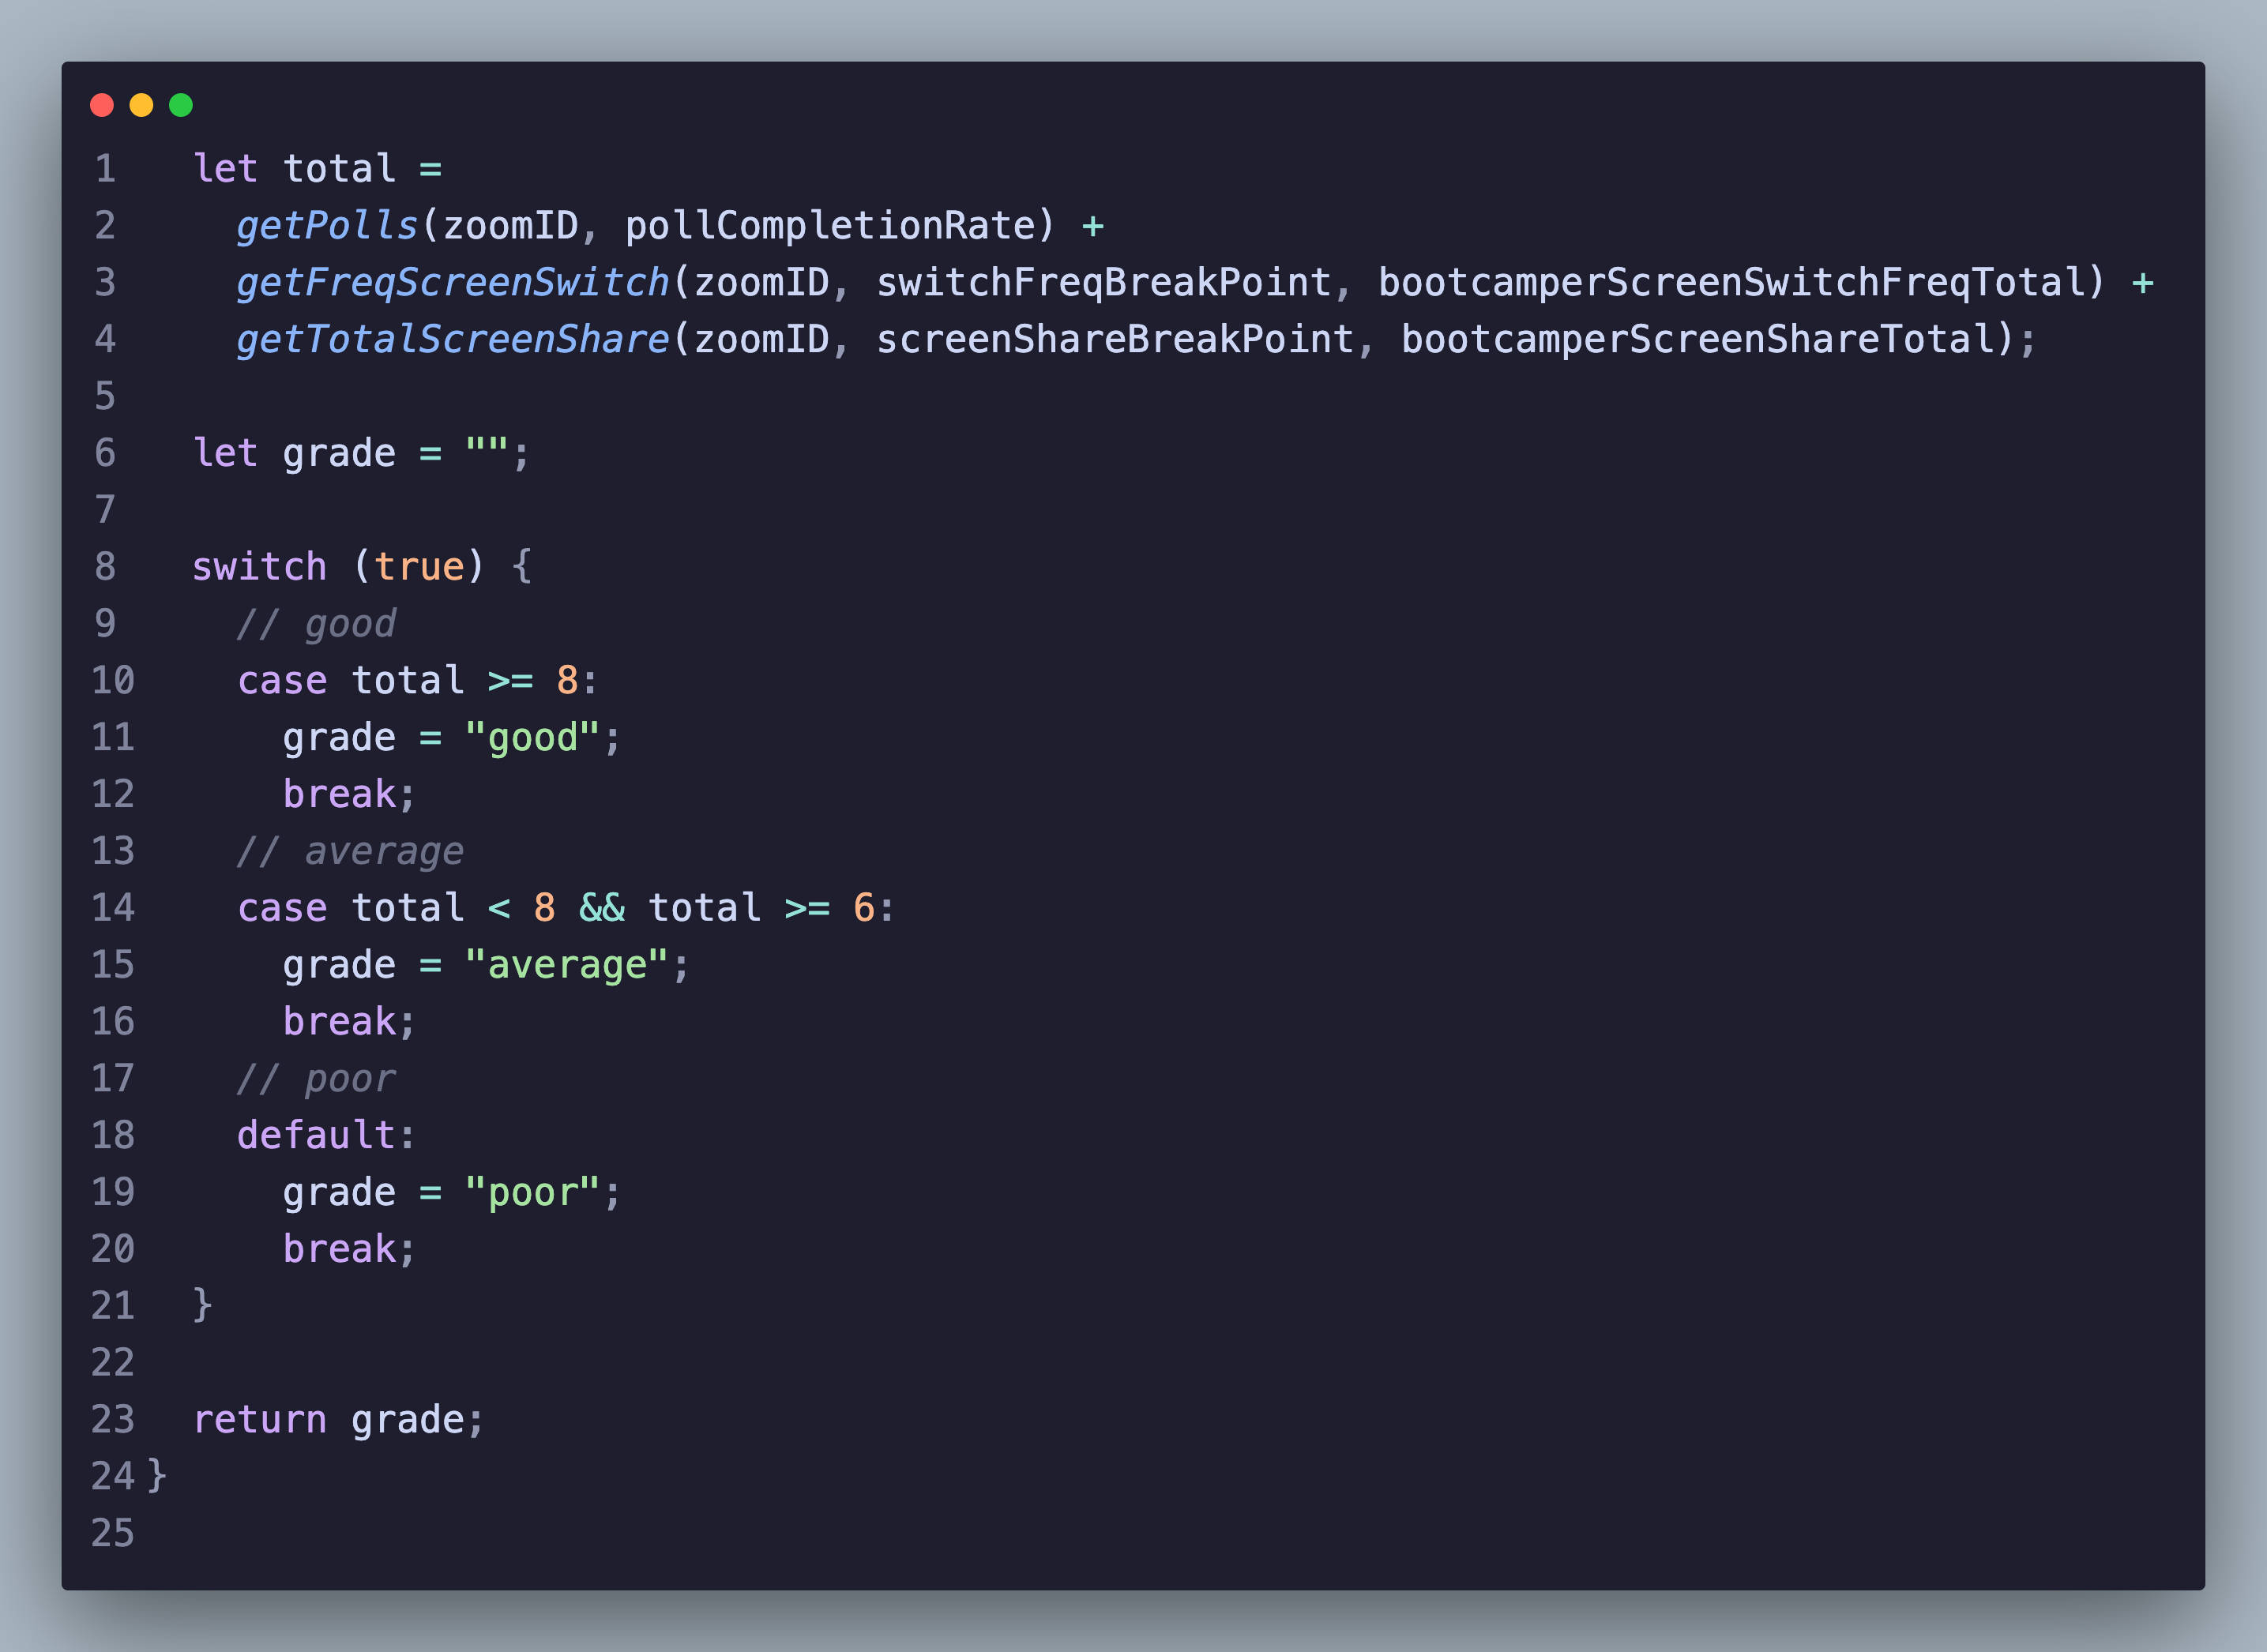 1 let total =
2 getPolls(zoomID, pollCompletionRate) +
3 getFreqScreenSwitch(zoomID, switchFreqBreakPoint, bootcamperScreenSwitchFreqTotal) +
4 getTotalScreenShare(zoomID, screenShareBreakPoint, bootcamperScreenShareTotal);
5
6 let grade = "";
7
8 switch (true) {
9 // good
10 case total >= 8:
11 grade = "good";
12 break;
13 // average
14 case total < 8 && total >= 6:
15 grade = "average";
16 break;
17 // poor
18 default:
19 grade = "poor";
20 break;
21 }
22
23 return grade;
24 }
25